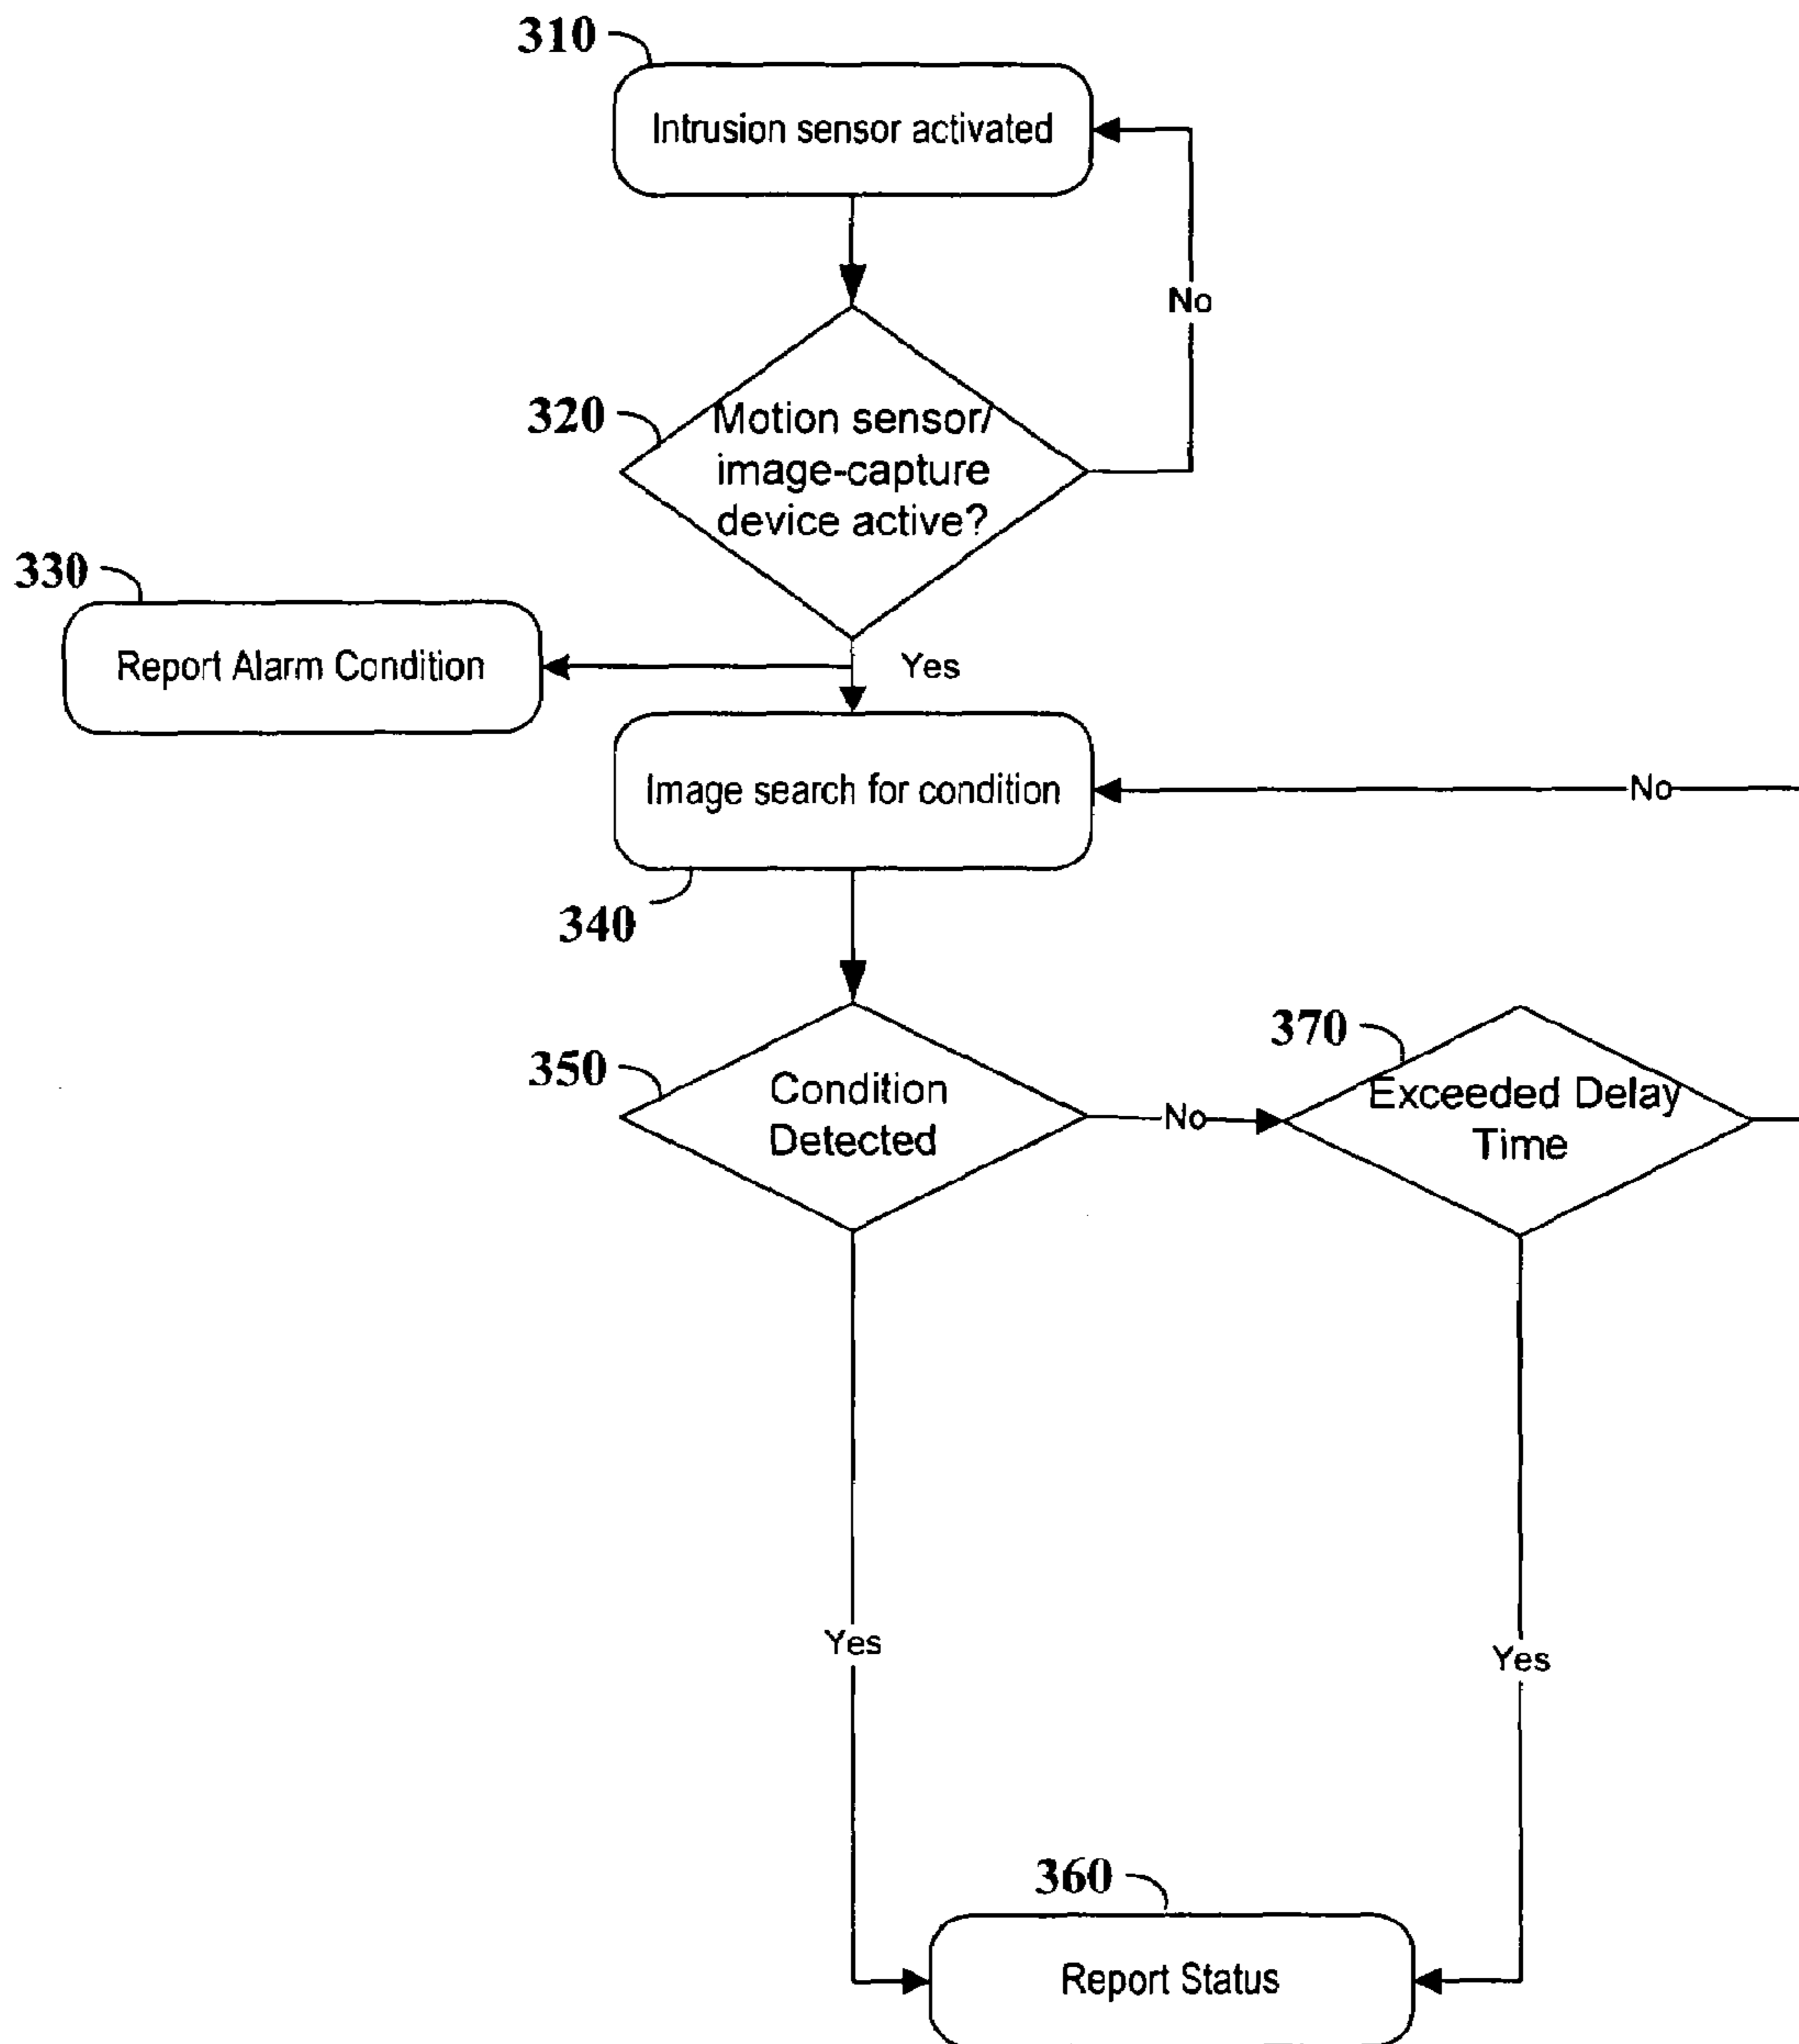 310
Intrusion sensor activated
No
320
Motion sensor/
image-capture
device active?
330
Report Alarm Condition
Yes
Image search for condition
No
340
350
Condition
Detected
No
370
Exceeded Delay
Time
Yes
Yes
360
Report Status